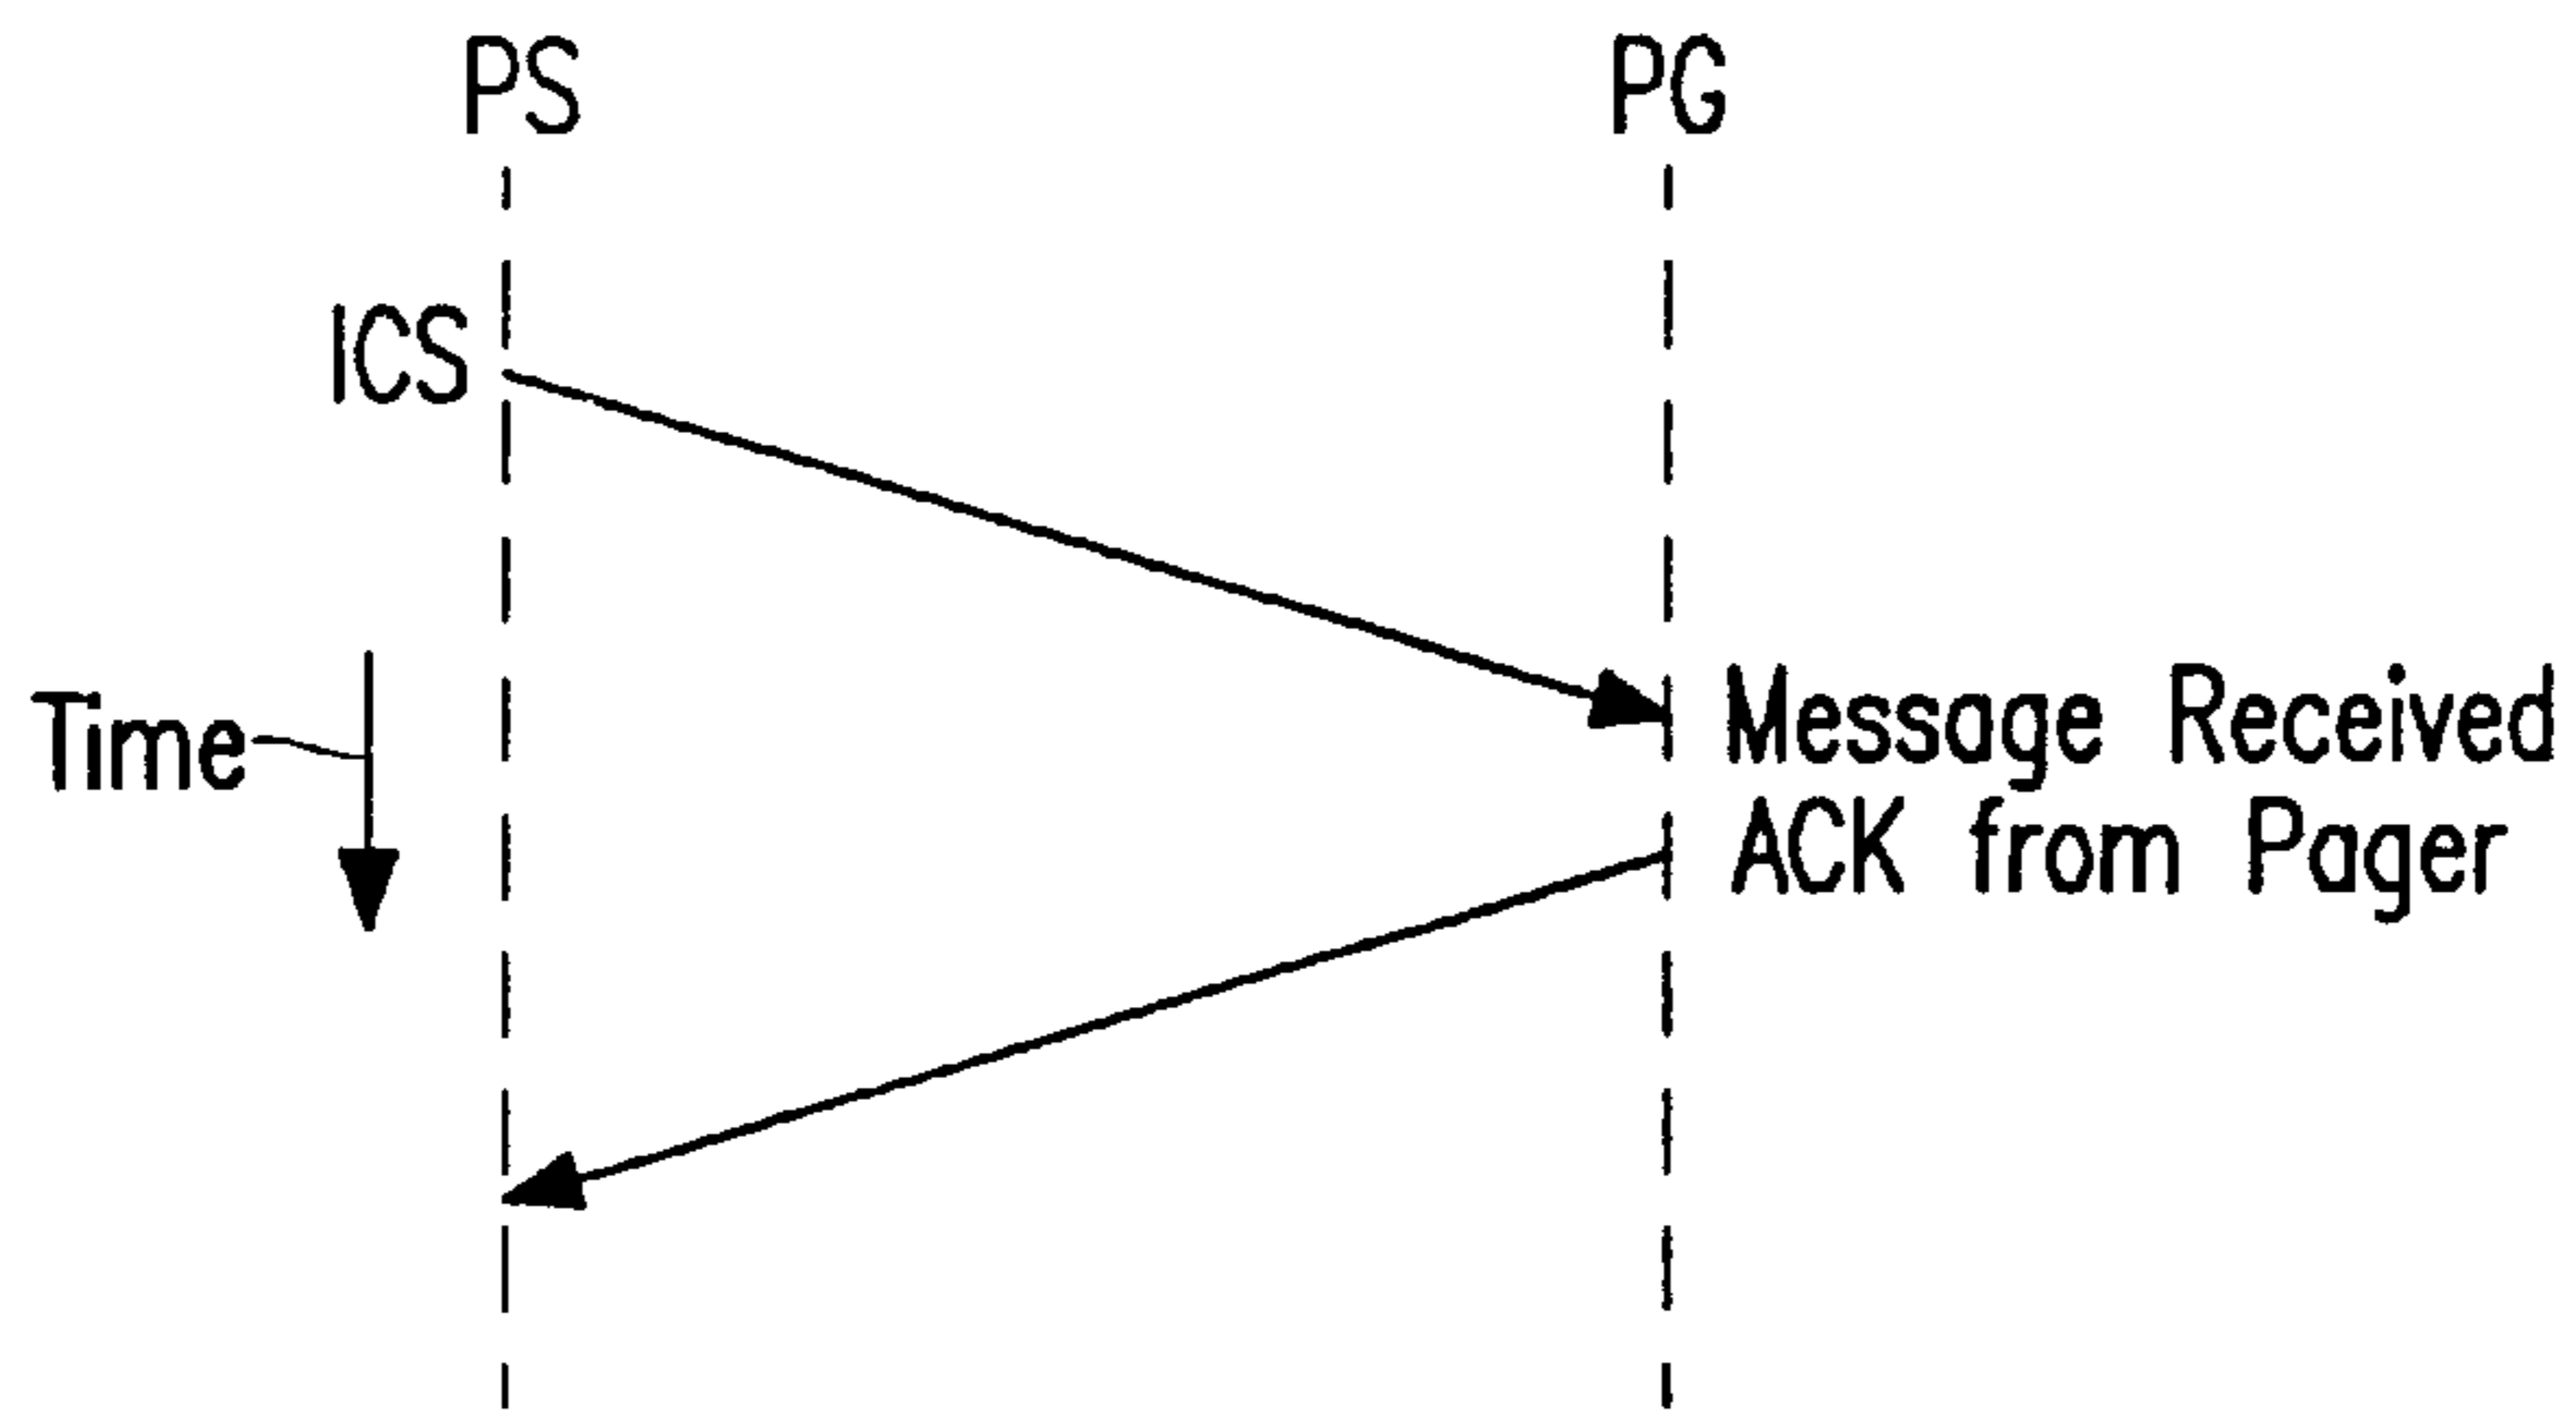 PS
PG
ICS
Time
Message Received
ACK from Pager